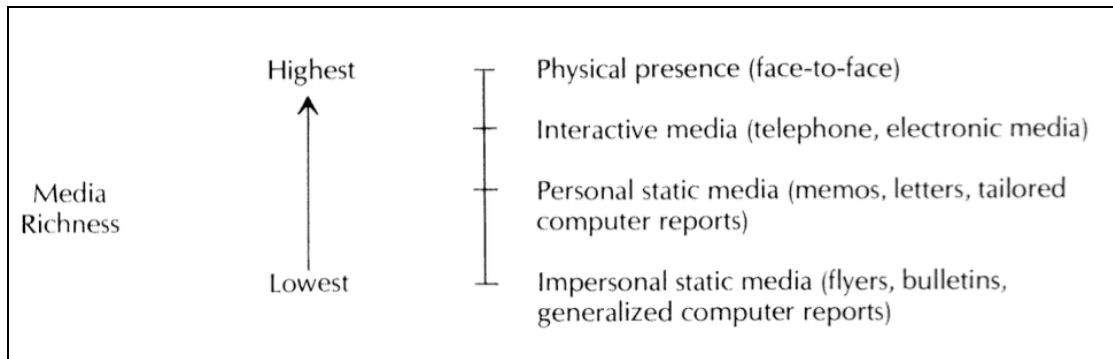 Highest
Physical presence (face-to-face)
Interactive media (telephone, electronic media)
Media
Richness
Personal static media (memos, letters, tailored
computer reports)
Lowest
Impersonal static media (flyers, bulletins,
generalized computer reports)